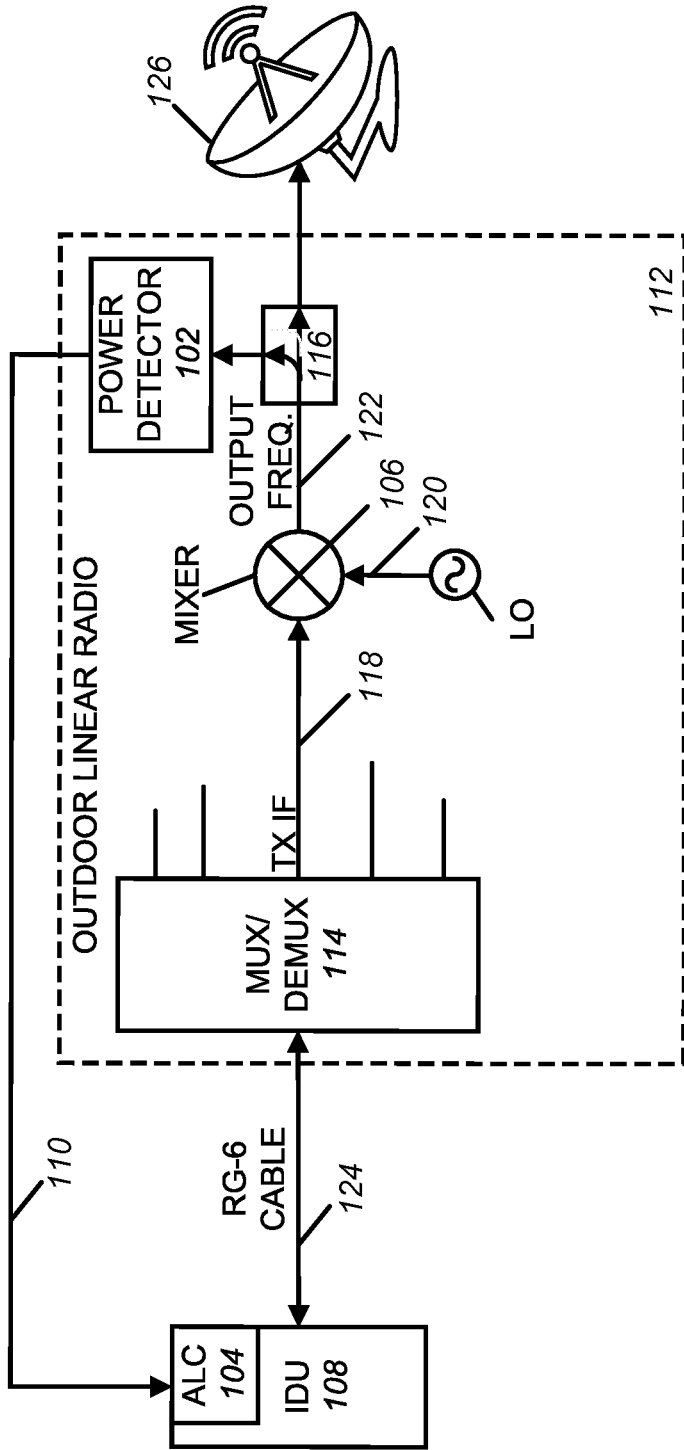 110
OUTDOOR LINEAR RADIO
POWER
DETECTOR
102
126
ALC
104
IDU
108
RG-6
CABLE
124
MUX/
DEMUX
114
TX IF
118
MIXER
106
120
LO
OUTPUT
FREQ.
122
116
112